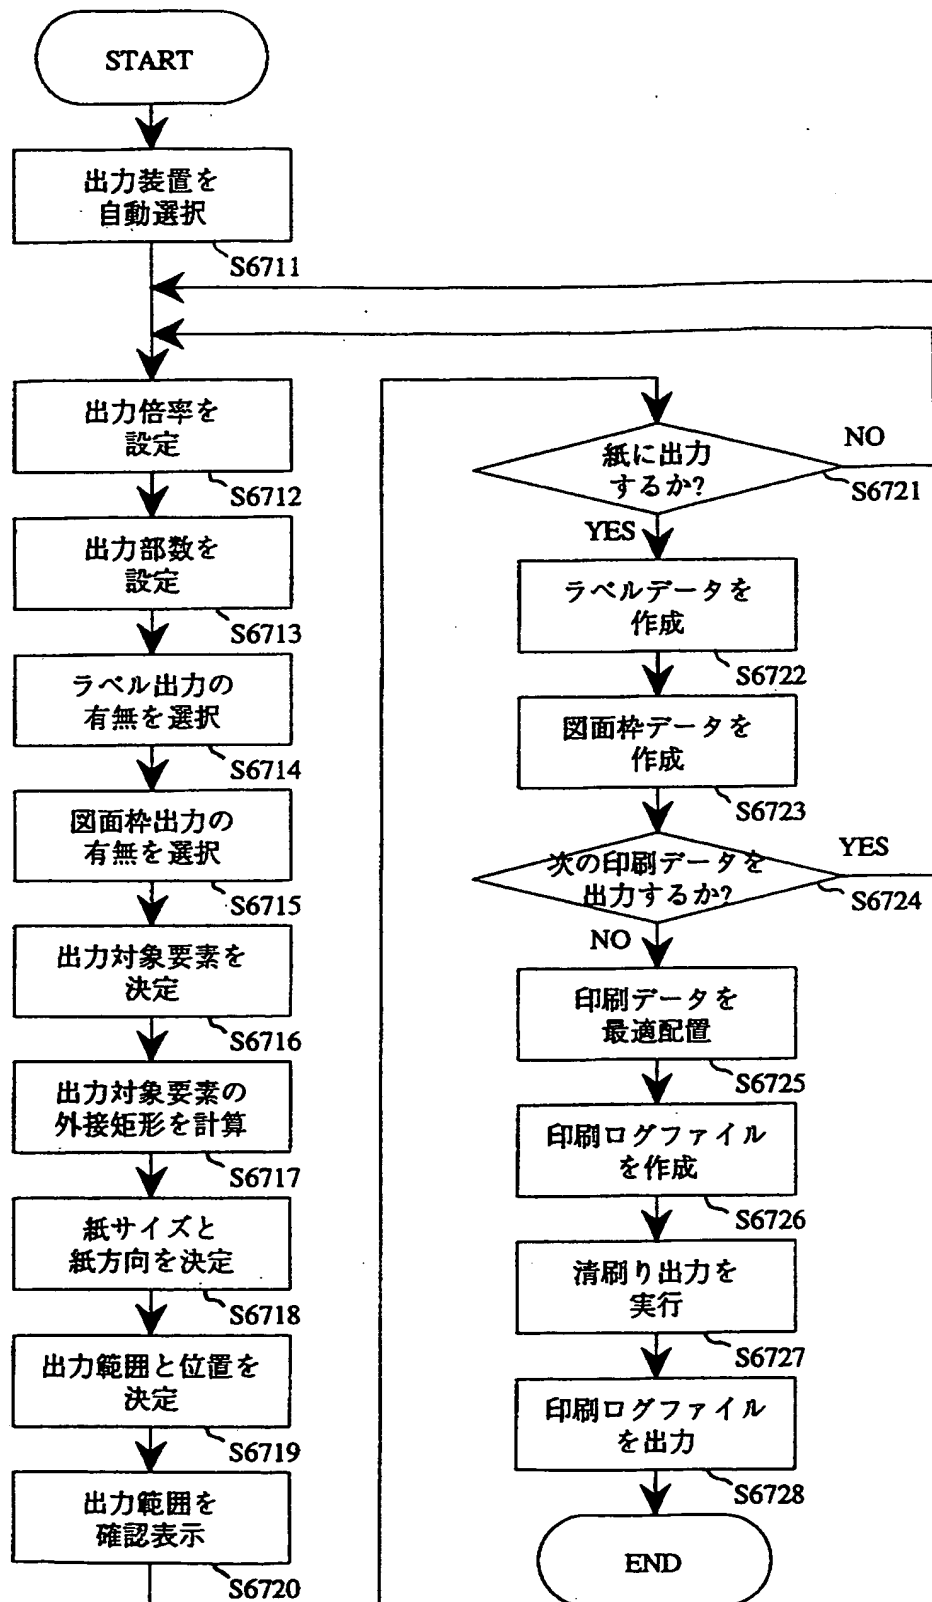 START
出力装置を
自動選択
S6711
出力倍率を
設定
S6712
出力部数を
設定
S6713
ラベル出力の
有無を選択
S6714
図面枠出力の
有無を選択
S6715
出力対象要素を
決定
S6716
出力対象要素の
外接矩形を計算
S6717
紙サイズと
紙方向を決定
S6718
出力範囲と位置を
決定
S6719
出力範囲を
確認表示
S6720
紙に出力
するか?
NO
S6721
YES
ラベルデータを
作成
S6722
図面枠データを
作成
S6723
次の印刷データを
出力するか?
YES
S6724
NO
印刷データを
最適配置
S6725
印刷ログファイル
を作成
S6726
清刷り出力を
実行
S6727
印刷ログファイル
を出力
S6728
END